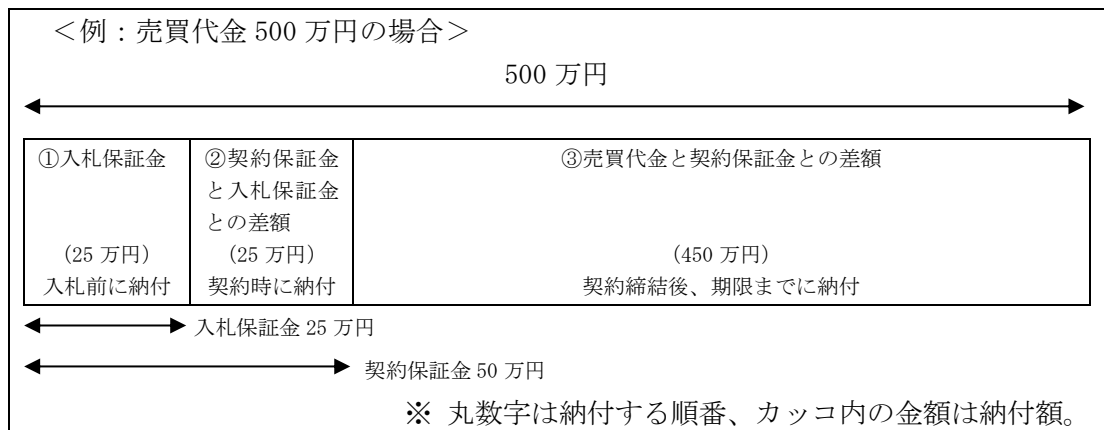 ＜例：売買代金 500 万円の場合＞
500 万円
①入札保証金
（25 万円）
入札前に納付
②契約保証金
と入札保証金
との差額
（25 万円）
契約時に納付
③売買代金と契約保証金との差額
（450 万円）
契約締結後、期限までに納付
入札保証金 25 万円
契約保証金 50 万円
※ 丸数字は納付する順番、カッコ内の金額は納付額。